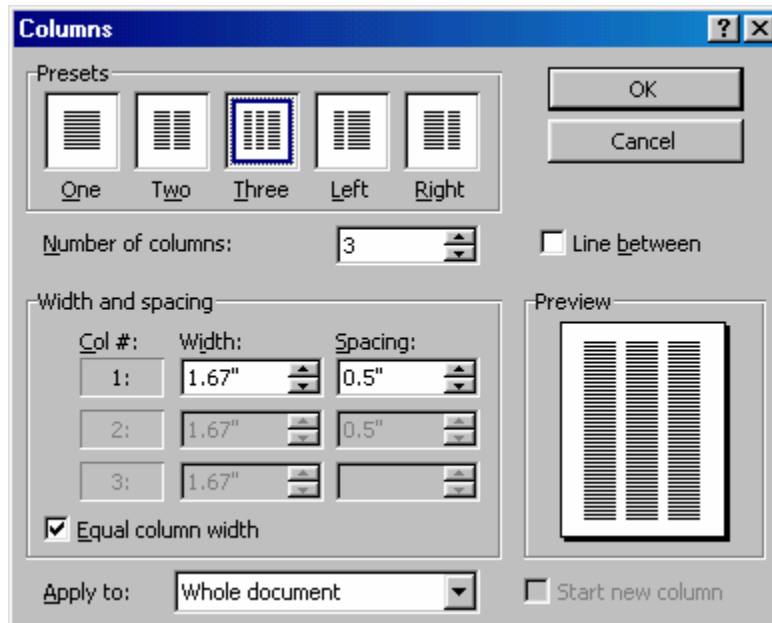 Columns
Presets
One Two Three Left Right
OK
Cancel
Number of columns: 3
Line between
Width and spacing
Col #: Width: Spacing:
1: 1.67" 0.5"
2: 1.67" 0.5"
3: 1.67"
Equal column width
Preview
Apply to: Whole document
Start new column